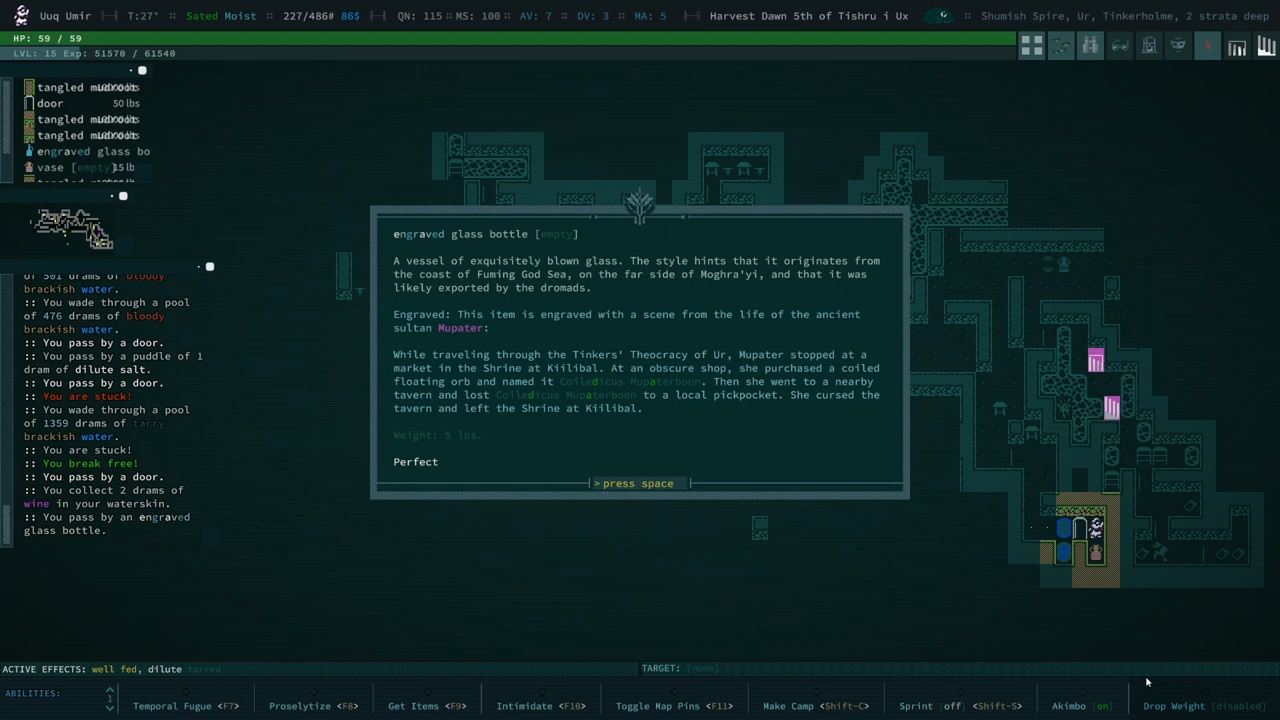 Uuq Umir
T:27°
Sated Moist
227/486# 86$
QN: 115
MS: 100
AV: 7
DV: 3
MA: 5
Harvest Dawn 5th of Tishru i Ux
Shumish Spire, Ur, Tinkerholme, 2 strata deep
HP: 59 / 59
LVL: 15 Exp: 51570 / 61540
tangled mudroots
door 50 lbs
tangled mudroots
tangled mudroots
engraved glass bo
vase [empty] 15 lb
of 501 drams of bloody
brackish water.
:: You wade through a pool
of 476 drams of bloody
brackish water.
:: You pass by a door.
:: You pass by a puddle of 1
dram of dilute salt.
:: You pass by a door.
:: You are stuck!
:: You wade through a pool
of 1359 drams of tarry
brackish water.
:: You are stuck!
:: You break free!
:: You pass by a door.
:: You collect 2 drams of
wine in your waterskin.
:: You pass by an engraved
glass bottle.
engraved glass bottle [empty]
A vessel of exquisitely blown glass. The style hints that it originates from
the coast of Fuming God Sea, on the far side of Moghra'yi, and that it was
likely exported by the dromads.
Engraved: This item is engraved with a scene from the life of the ancient
sultan Mupater:
While traveling through the Tinkers' Theocracy of Ur, Mupater stopped at a
market in the Shrine at Kiilibal. At an obscure shop, she purchased a coiled
floating orb and named it Coiledicus Mupaterboon. Then she went to a nearby
tavern and lost Coiledicus Mupaterboon to a local pickpocket. She cursed the
tavern and left the Shrine at Kiilibal.
Weight: 5 lbs.
Perfect
> press space
ACTIVE EFFECTS: well fed, dilute tarred
TARGET: [none]
ABILITIES:
1
Temporal Fugue <F7>
Proselytize <F8>
Get Items <F9>
Intimidate <F10>
Toggle Map Pins <F11>
Make Camp <Shift-C>
Sprint [off] <Shift-S>
Akimbo [on]
Drop Weight [disabled]